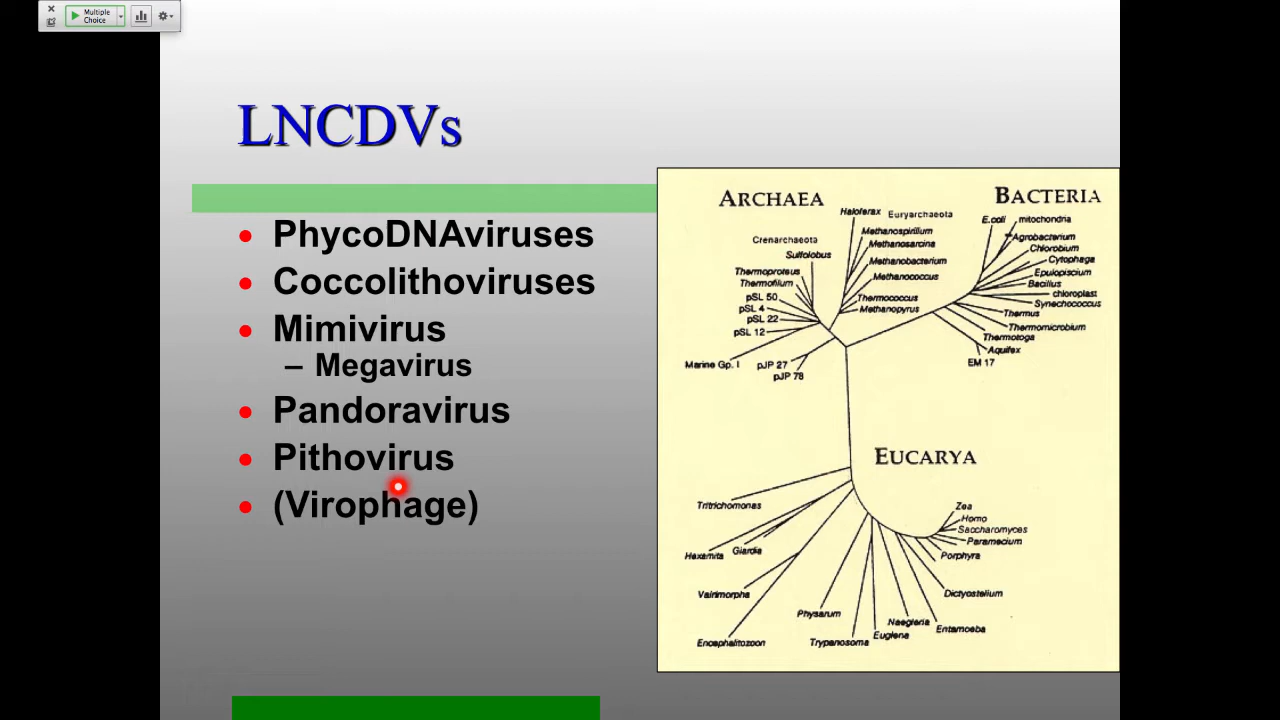 Multiple
Choice
LNCDVs
PhycoDNAviruses
Coccolithoviruses
Mimivirus
– Megavirus
Pandoravirus
Pithovirus
(Virophage)
ARCHAEA
BACTERIA
Haloferax
Euryarchaeota
E.coli
mitochondria
Methanospirillum
Agrobacterium
Crenarchaeota
Methanosarcina
Chlorobium
Sulfolobus
Methanobacterium
Cytophaga
Thermoproteus
Methanococcus
Epulopiscium
Thermofilum
Bacillus
pSL 50
Thermococcus
chloroplast
pSL 4
Methanopyrus
Synechococcus
pSL 22
Thermus
pSL 12
Thermomicrobium
Thermotoga
Marine Gp. I
pJP 27
Aquifex
pJP 78
EM 17
EUCARYA
Tritrichomonas
Zea
Homo
Saccharomyces
Hexamita
Giardia
Paramecium
Porphyra
Vairimorpha
Dictyostelium
Physarum
Naegleria
Entamoeba
Encephalitozoon
Trypanosoma
Euglena